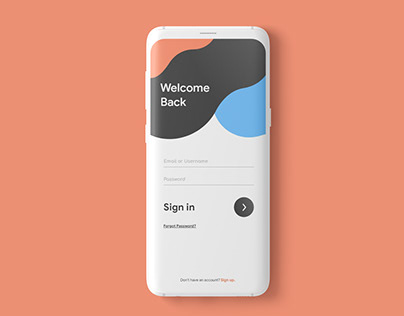 Welcome
Back
Email or Username
Password
Sign in
Forgot Password?
Don't have an account? Sign up.